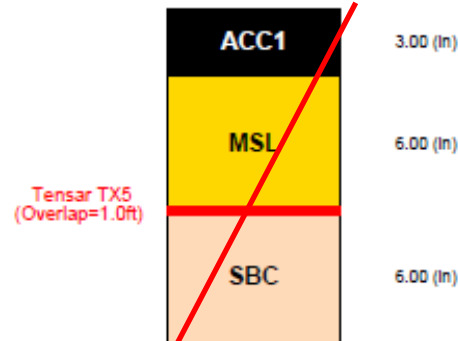 ACC1 3.00 (in)
MSL 6.00 (in)
Tensar TX5
(Overlap=1.0ft)
SBC 6.00 (in)